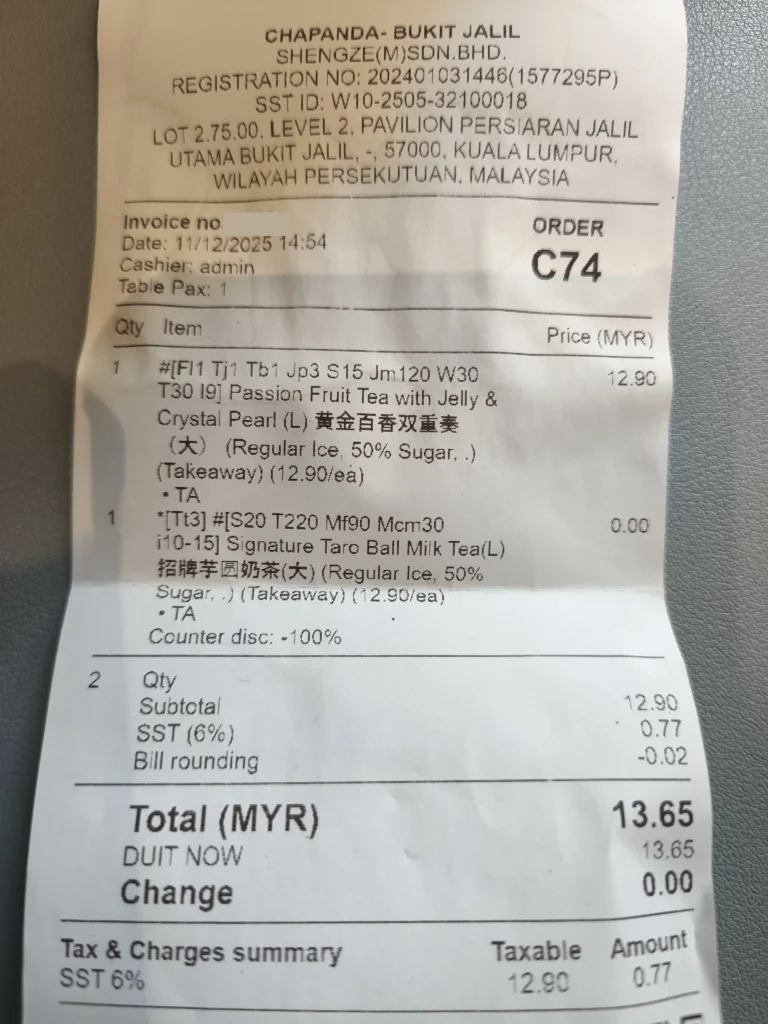 CHAPANDA- BUKIT JALIL
SHENGZE(M)SDN.BHD.
REGISTRATION NO: 202401031446(1577295P)
SST ID: W10-2505-32100018
LOT 2.75.00, LEVEL 2, PAVILION PERSIARAN JALIL
UTAMA BUKIT JALIL, -, 57000, KUALA LUMPUR,
WILAYAH PERSEKUTUAN, MALAYSIA
Invoice no
Date: 11/12/2025 14:54
Cashier: admin
Table Pax: 1
ORDER
C74
Qty Item Price (MYR)
1 #[Fl1 Tj1 Tb1 Jp3 S15 Jm120 W30 12.90
T30 I9] Passion Fruit Tea with Jelly &
Crystal Pearl (L) 黄金百香双重奏
（大） (Regular Ice, 50% Sugar, .)
(Takeaway) (12.90/ea)
• TA
1 *[Tt3] #[S20 T220 Mf90 Mcm30 0.00
i10-15] Signature Taro Ball Milk Tea(L)
招牌芋圆奶茶(大) (Regular Ice, 50%
Sugar, .) (Takeaway) (12.90/ea)
• TA
Counter disc: -100%
2 Qty
Subtotal 12.90
SST (6%) 0.77
Bill rounding -0.02
Total (MYR) 13.65
DUIT NOW 13.65
Change 0.00
Tax & Charges summary Taxable Amount
SST 6% 12.90 0.77